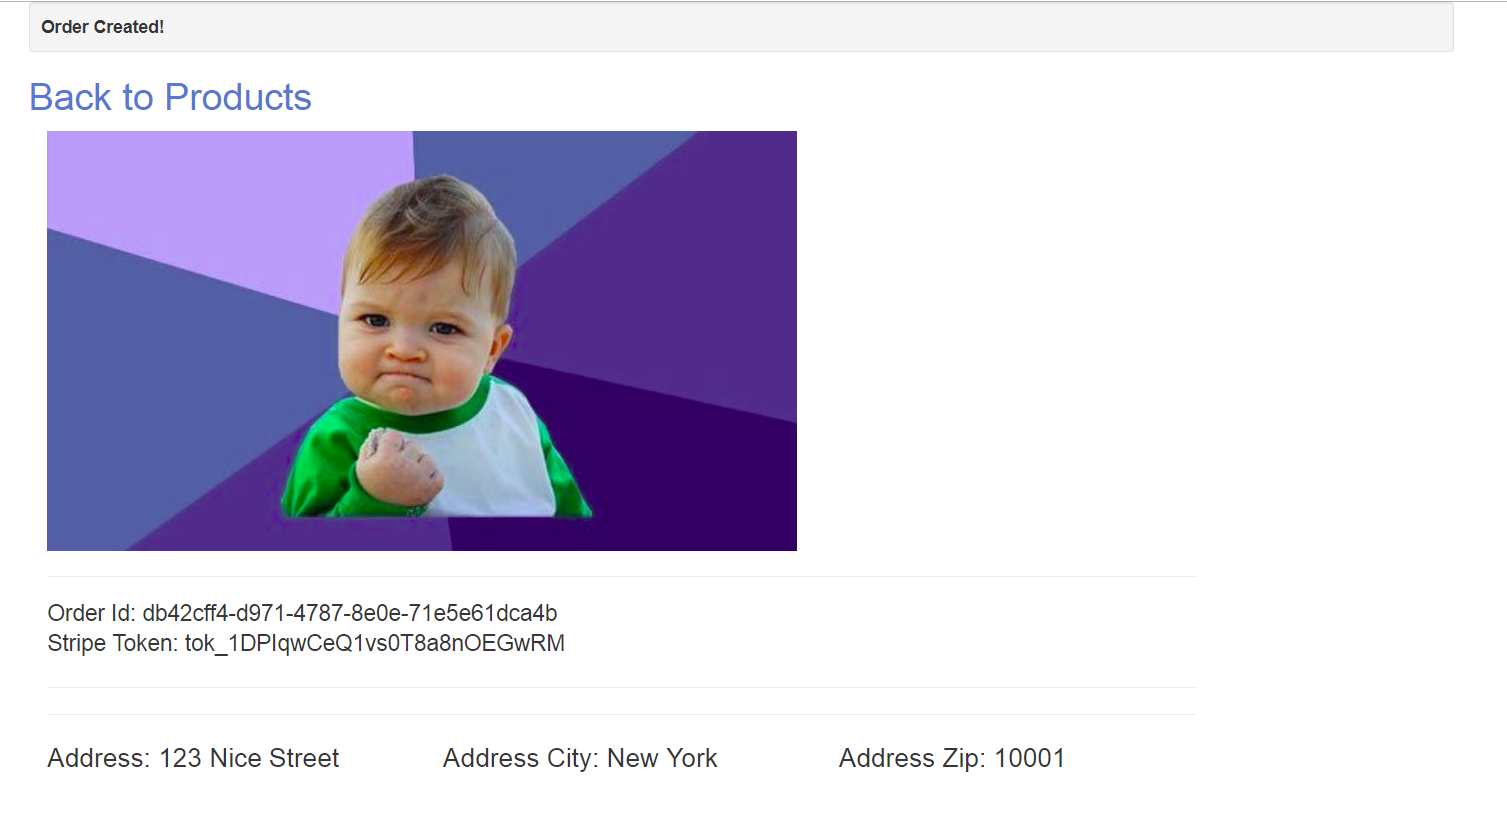 Order Created!
Back to Products
Order Id: db42cff4-d971-4787-8e0e-71e5e61dca4b
Stripe Token: tok_1DPIqwCeQ1vs0T8a8nOEGwRM
Address: 123 Nice Street
Address City: New York
Address Zip: 10001